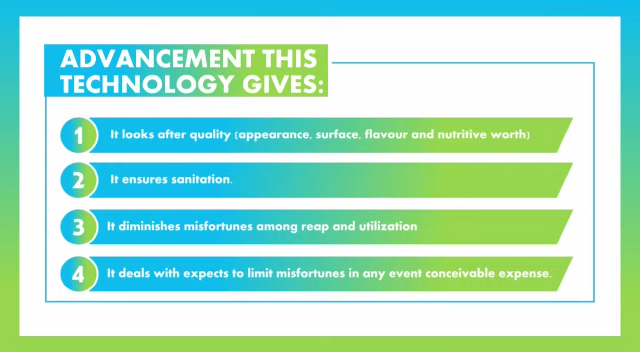 ADVANCEMENT THIS
TECHNOLOGY GIVES:
1 It looks after quality (appearance, surface, flavour and nutritive worth)
2 It ensures sanitation.
3 It diminishes misfortunes among reap and utilization
4 It deals with expects to limit misfortunes in any event conceivable expense.